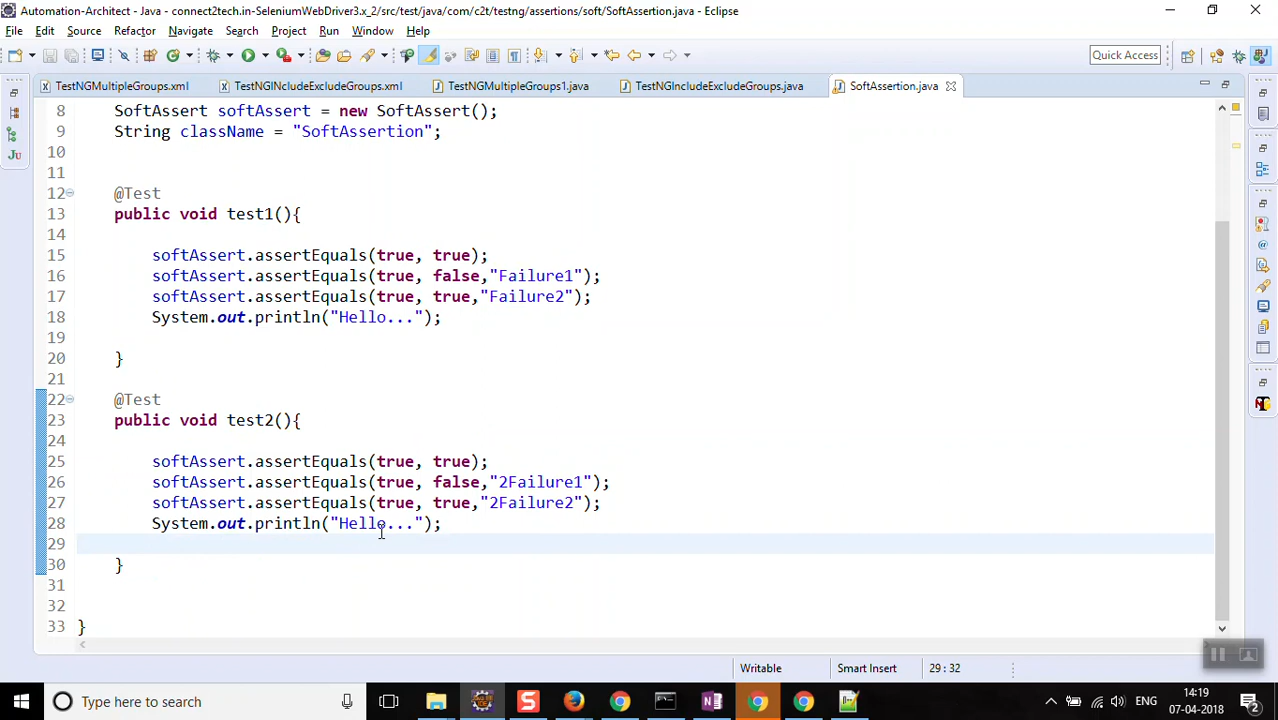 Automation-Architect - Java - connect2tech.in-SeleniumWebDriver3.x_2/src/test/java/com/c2t/testng/assertions/soft/SoftAssertion.java - Eclipse
File Edit Source Refactor Navigate Search Project Run Window Help
Quick Access
TestNGMultipleGroups.xml TestNGINcludeExcludeGroups.xml TestNGMultipleGroups1.java TestNGIncludeExcludeGroups.java SoftAssertion.java
8 SoftAssert softAssert = new SoftAssert();
9 String className = "SoftAssertion";
10
11
12 @Test
13 public void test1(){
14
15 softAssert.assertEquals(true, true);
16 softAssert.assertEquals(true, false,"Failure1");
17 softAssert.assertEquals(true, true,"Failure2");
18 System.out.println("Hello...");
19
20 }
21
22 @Test
23 public void test2(){
24
25 softAssert.assertEquals(true, true);
26 softAssert.assertEquals(true, false,"2Failure1");
27 softAssert.assertEquals(true, true,"2Failure2");
28 System.out.println("Hello...");
29
30 }
31
32
33 }
Writable Smart Insert 29 : 32
Type here to search
ENG
14:19
07-04-2018
2